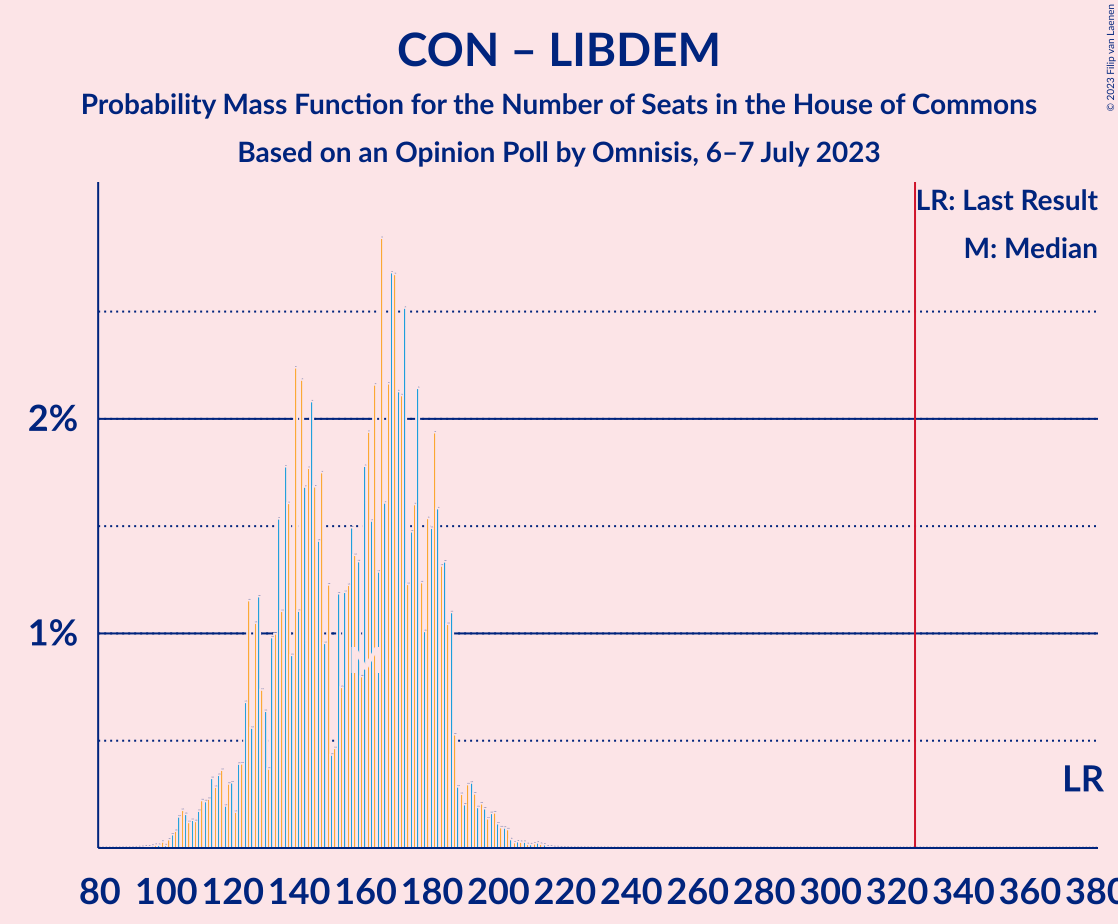 CON – LIBDEM
Probability Mass Function for the Number of Seats in the House of Commons
Based on an Opinion Poll by Omnisis, 6–7 July 2023
© 2023 Filip van Laenen
LR: Last Result
M: Median
2%
1%
M
LR
80 100 120 140 160 180 200 220 240 260 280 300 320 340 360 380